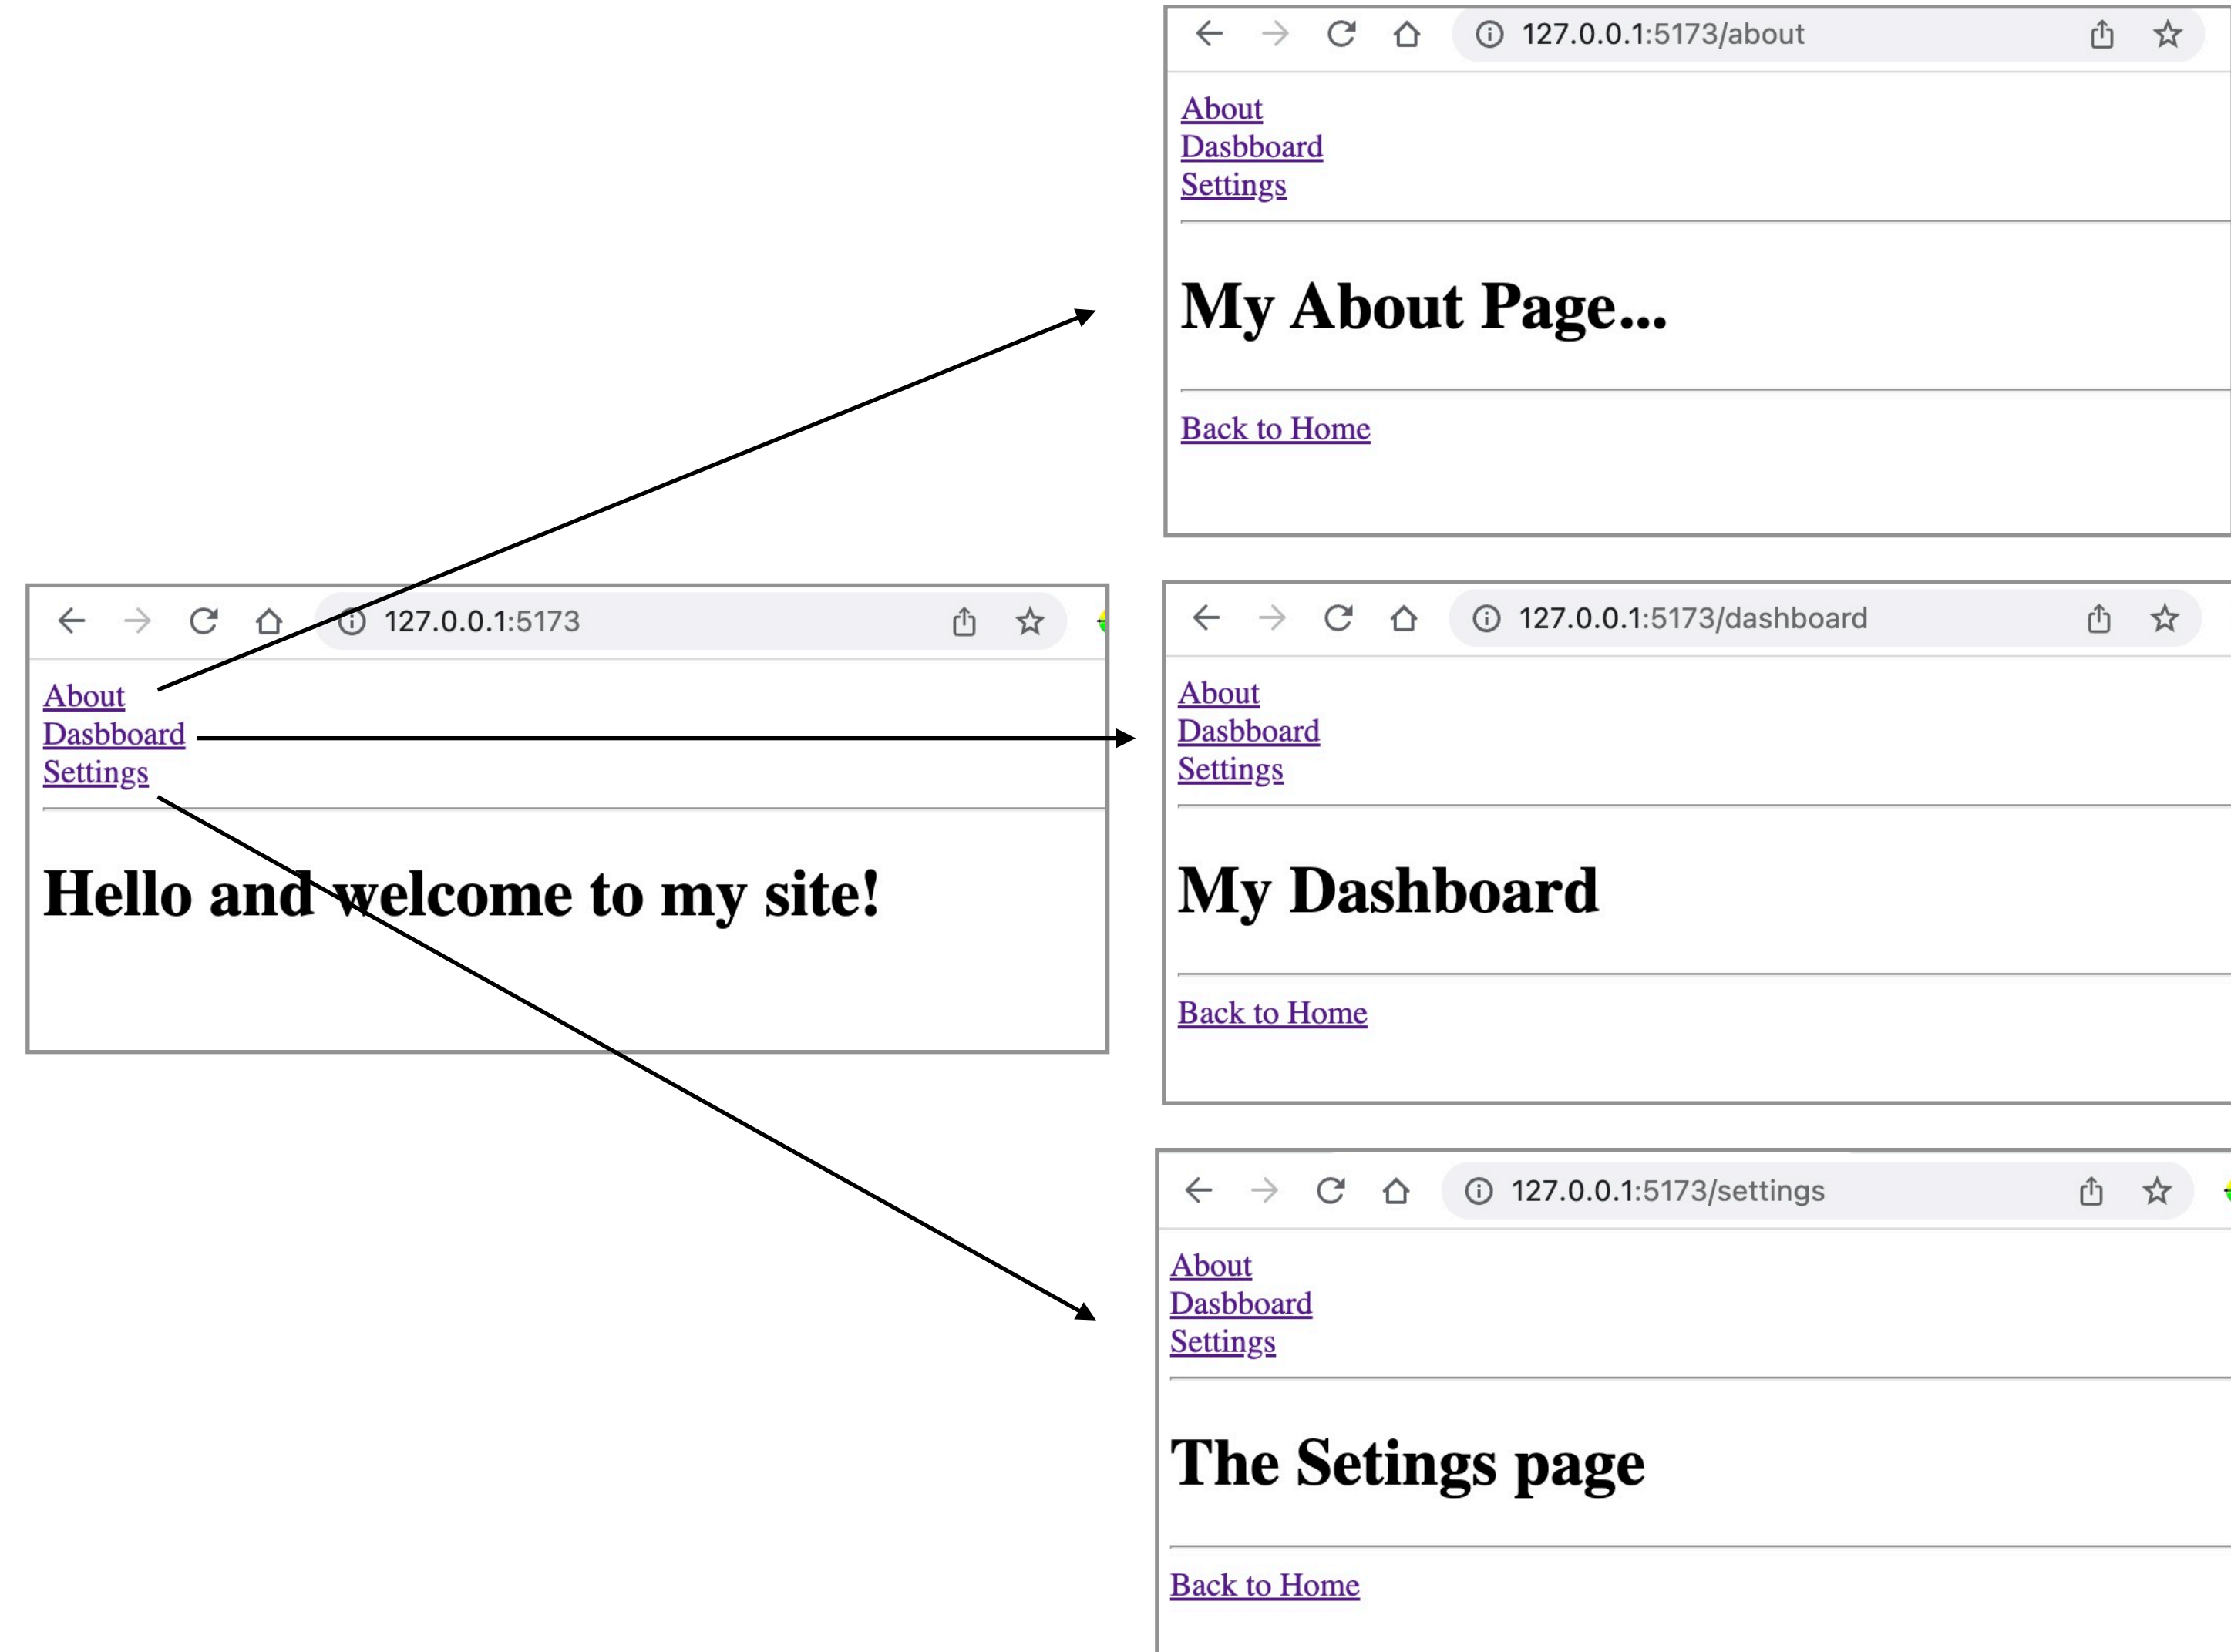 127.0.0.1:5173/about
About
Dasbboard
Settings
My About Page...
Back to Home
127.0.0.1:5173
About
Dasbboard
Settings
Hello and welcome to my site!
127.0.0.1:5173/dashboard
About
Dasbboard
Settings
My Dashboard
Back to Home
127.0.0.1:5173/settings
About
Dasbboard
Settings
The Setings page
Back to Home